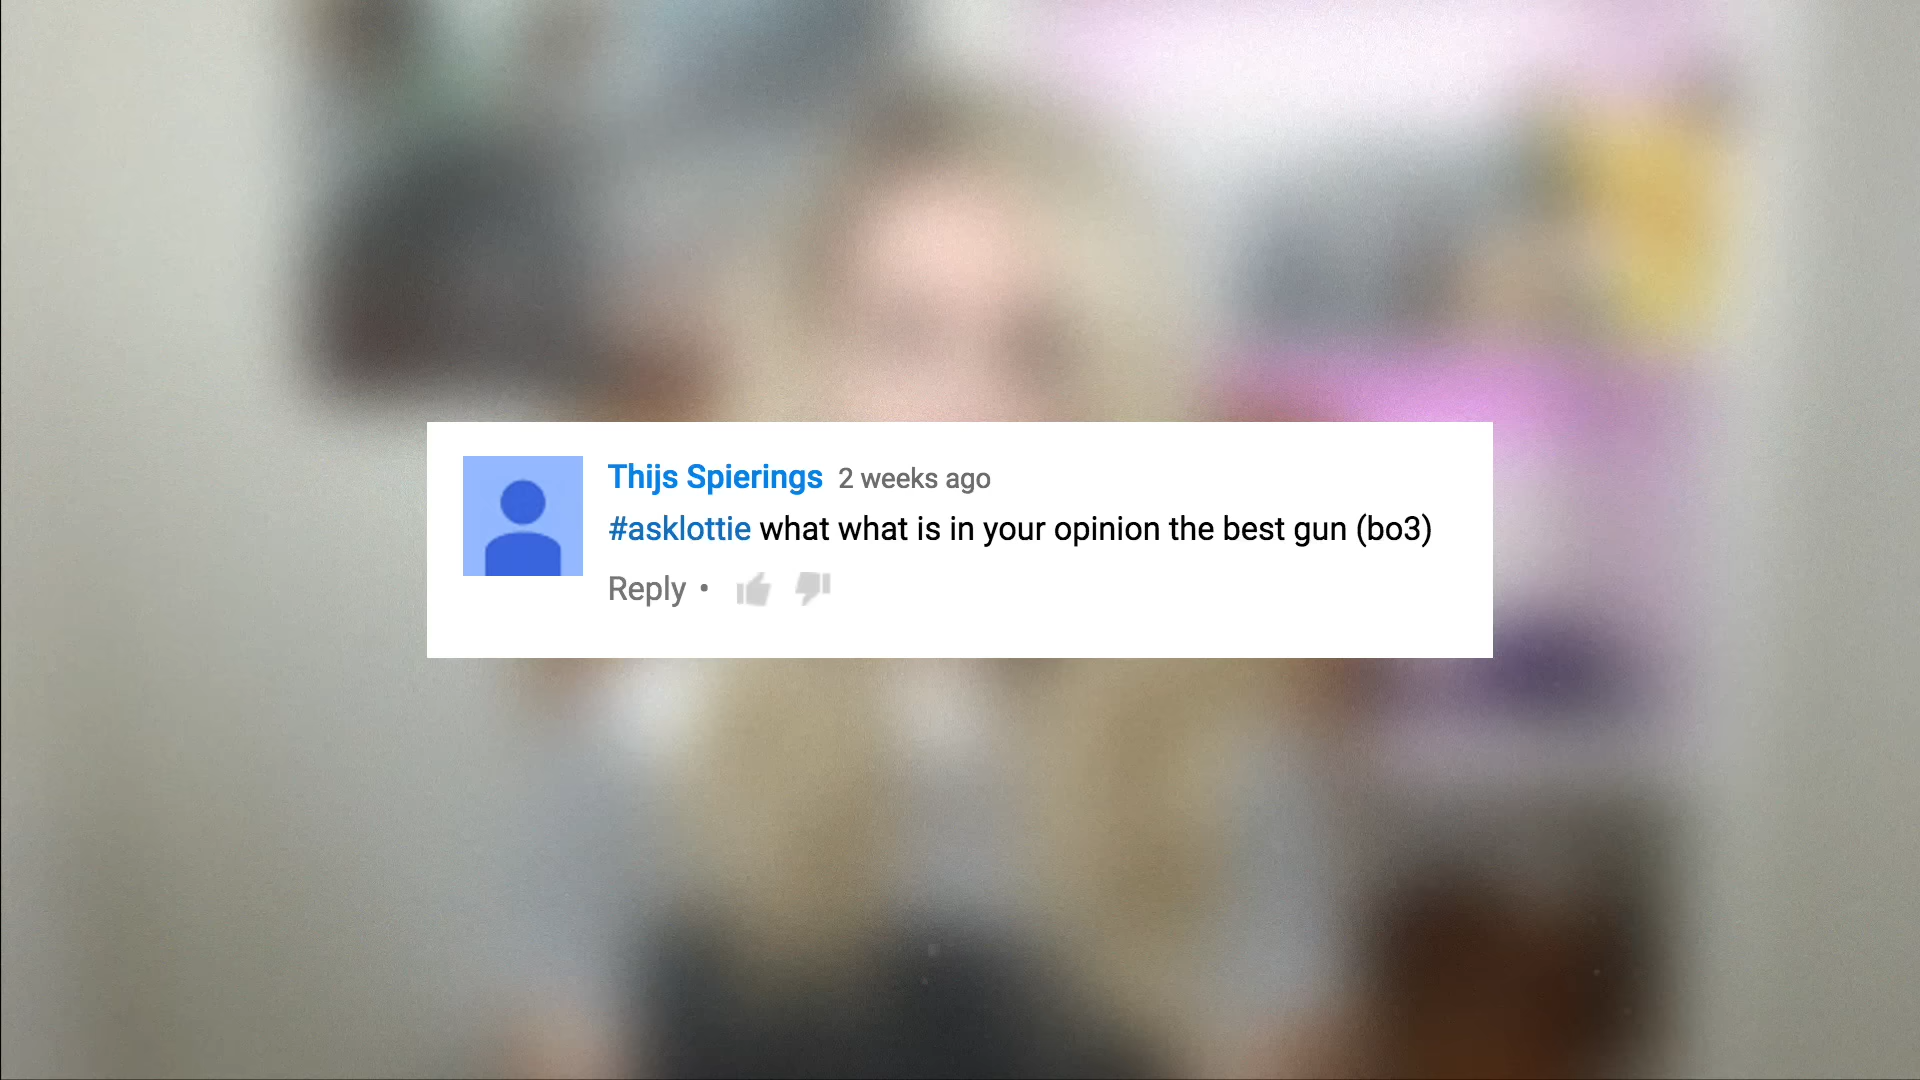 Thijs Spierings 2 weeks ago
#asklottie what what is in your opinion the best gun (bo3)
Reply •